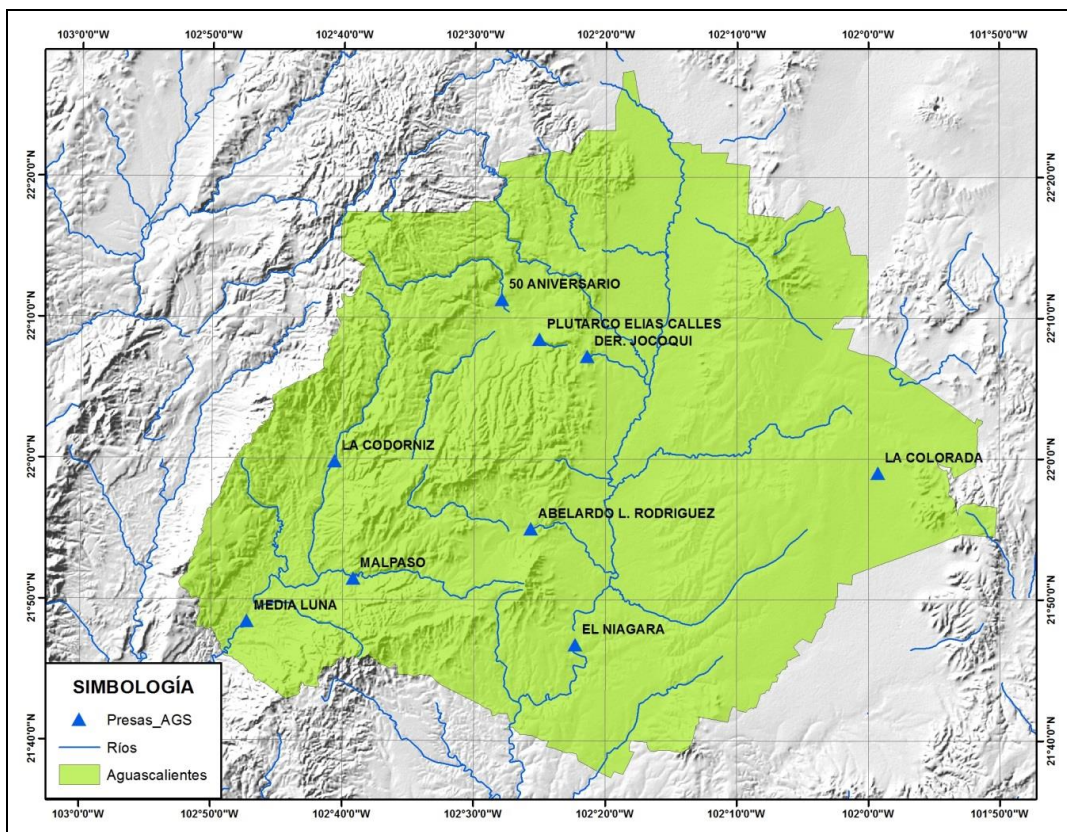 103°0'0"W 102°50'0"W 102°40'0"W 102°30'0"W 102°20'0"W 102°10'0"W 102°0'0"W 101°50'0"W
22°20'0"N 22°20'0"N
50 ANIVERSARIO
22°10'0"N 22°10'0"N
PLUTARCO ELIAS CALLES
DER. JOCOQUI
LA CODORNIZ
LA COLORADA
22°0'0"N 22°0'0"N
ABELARDO L. RODRIGUEZ
MALPASO
21°50'0"N 21°50'0"N
MEDIA LUNA
EL NIAGARA
SIMBOLOGÍA
Presas_AGS
Ríos
Aguascalientes
21°40'0"N 21°40'0"N
103°0'0"W 102°50'0"W 102°40'0"W 102°30'0"W 102°20'0"W 102°10'0"W 102°0'0"W 101°50'0"W